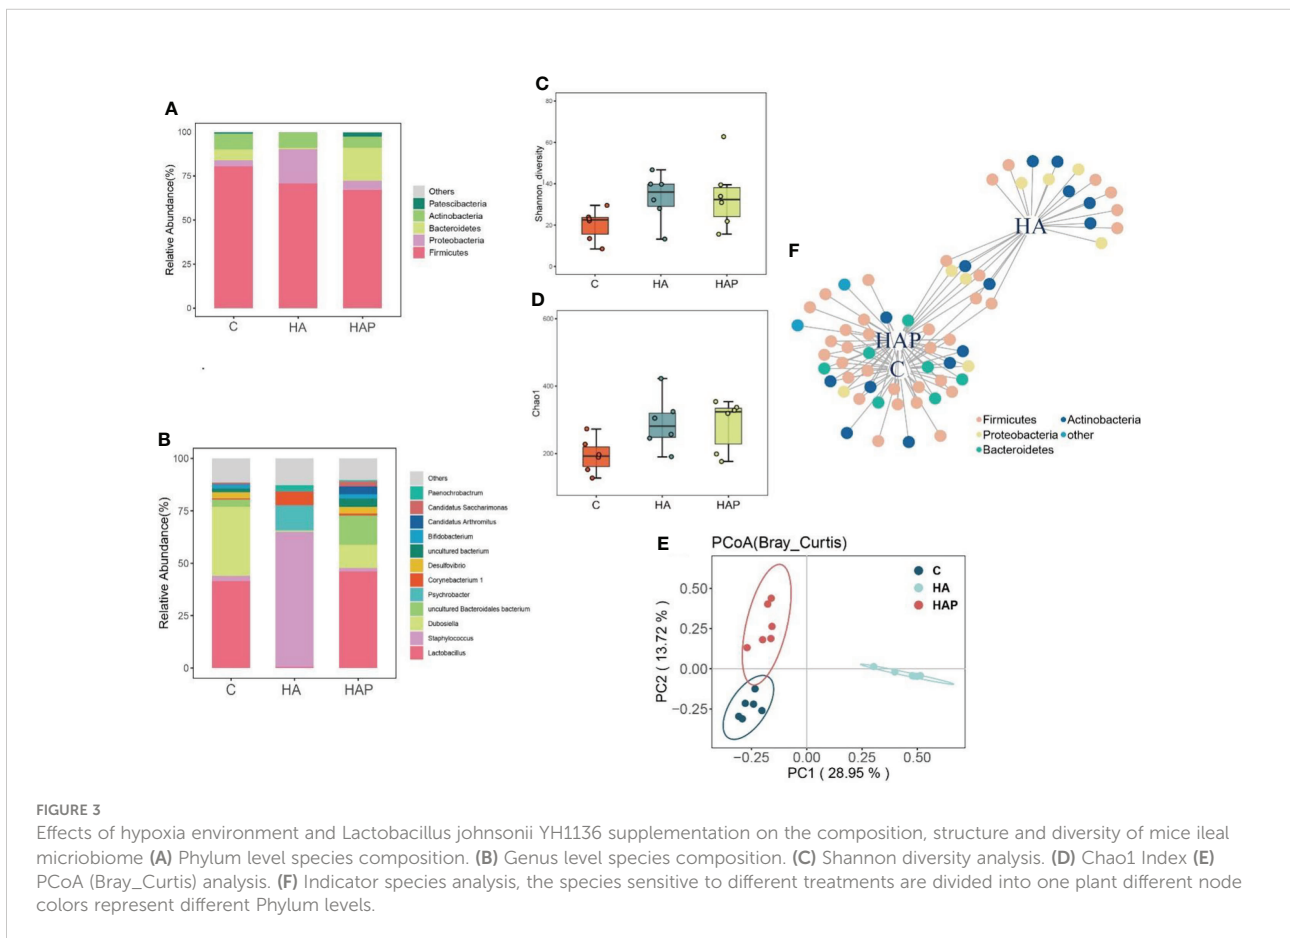 A
Relative Abundance(%)
100
75
50
25
0
C
HA
HAP
Others
Patescibacteria
Actinobacteria
Bacteroidetes
Proteobacteria
Firmicutes
B
Relative Abundance(%)
100
75
50
25
0
C
HA
HAP
Others
Paenochrobactrum
Candidatus Saccharimonas
Candidatus Arthromitus
Bifidobacterium
uncultured bacterium
Desulfovibrio
Corynebacterium 1
Psychrobacter
uncultured Bacteroidales bacterium
Dubosiella
Staphylococcus
Lactobacillus
C
Shannon_diversity
80
60
40
20
0
C
HA
HAP
D
Chao1
600
400
200
C
HA
HAP
F
HA
HAP
C
Firmicutes
Actinobacteria
Proteobacteria
other
Bacteroidetes
E
PCoA(Bray_Curtis)
PC2 ( 13.72 % )
0.50
0.25
0.00
−0.25
−0.25
0.00
0.25
0.50
PC1 ( 28.95 % )
C
HA
HAP
FIGURE 3
Effects of hypoxia environment and Lactobacillus johnsonii YH1136 supplementation on the composition, structure and diversity of mice ileal
micriobiome (A) Phylum level species composition. (B) Genus level species composition. (C) Shannon diversity analysis. (D) Chao1 Index (E)
PCoA (Bray_Curtis) analysis. (F) Indicator species analysis, the species sensitive to different treatments are divided into one plant different node
colors represent different Phylum levels.